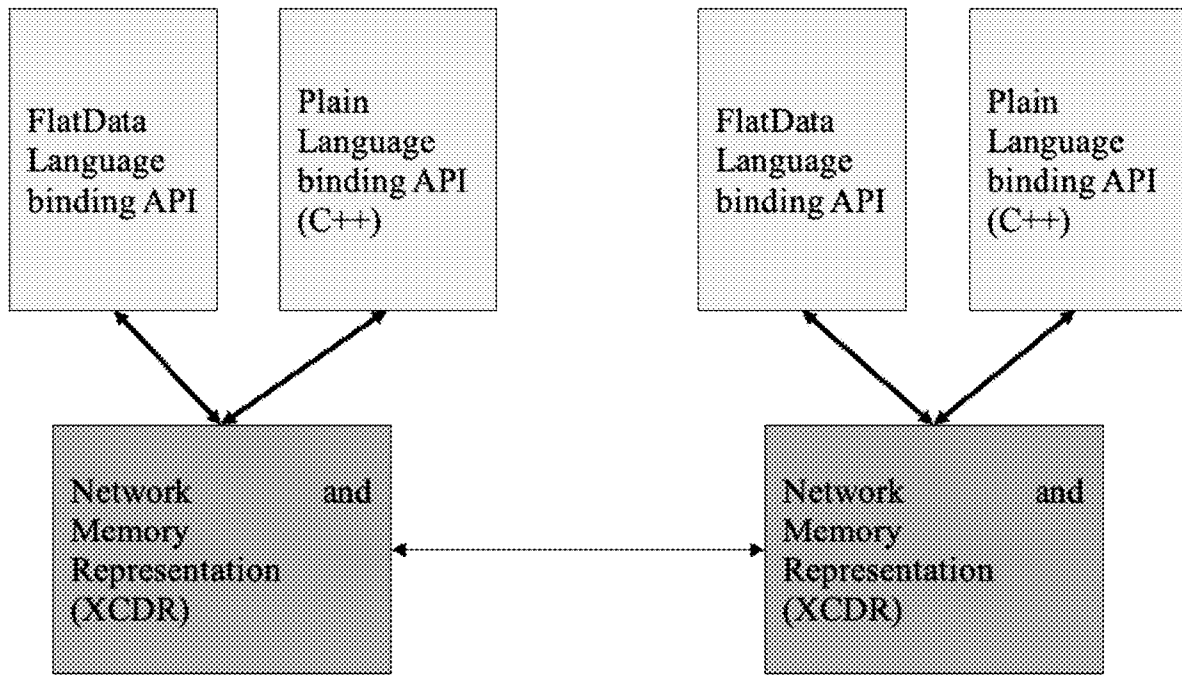 FlatData
Language
binding API
Plain
Language
binding API
(C++)
FlatData
Language
binding API
Plain
Language
binding API
(C++)
Network and
Memory
Representation
(XCDR)
Network and
Memory
Representation
(XCDR)